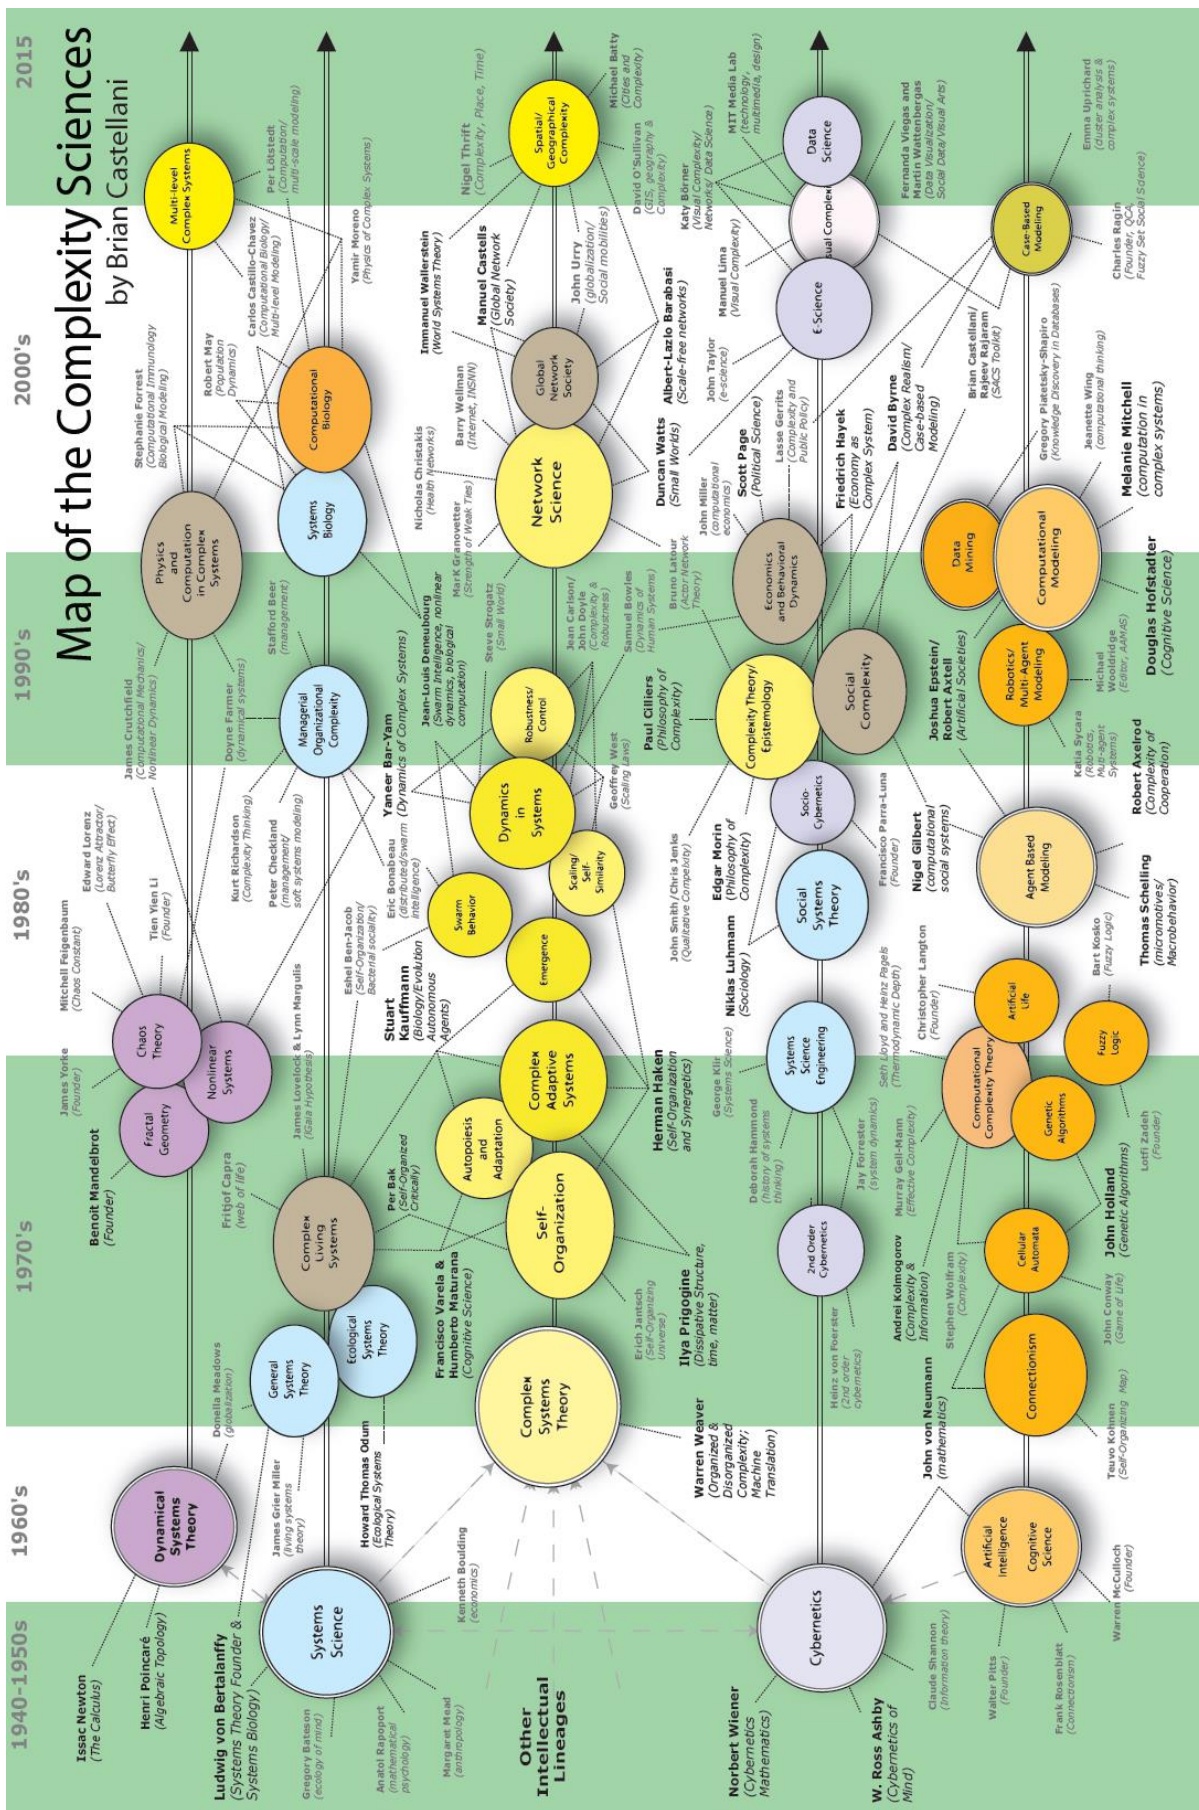 1940-1950s
1960's
1970's
1980's
1990's
2000's
2015
Map of the Complexity Sciences
by Brian Castellani
Issac Newton
(The Calculus)
Henri Poincaré
(Algebraic Topology)
Dynamical
Systems
Theory
Benoit Mandelbrot
(Founder)
James Yorke
(Founder)
Mitchell Feigenbaum
(Chaos Constant)
Edward Lorenz
(Lorenz Attractor/
Butterfly Effect)
Tien Yien Li
(Founder)
Fractal
Geometry
Chaos
Theory
Nonlinear
Systems
James Crutchfield
(Computational Mechanics/
Nonlinear Dynamics)
Doyne Farmer
(dynamical systems)
Physics
and
Computation
in Complex
Systems
Stephanie Forrest
(Computational Immunology
Biological Modeling)
Robert May
(Population
Dynamics)
Carlos Castillo-Chavez
(Computational Biology/
Multi-level Modeling)
Multi-level
Complex Systems
Per Lötstedt
(Computation/
multi-scale modeling)
Yamir Moreno
(Physics of Complex Systems)
Ludwig von Bertalanffy
(Systems Theory Founder &
Systems Biology)
Gregory Bateson
(ecology of mind)
Anatol Rapoport
(mathematical
psychology)
Margaret Mead
(anthropology)
Systems
Science
Kenneth Boulding
(economics)
Donella Meadows
(globalization)
James Grier Miller
(living systems
theory)
Howard Thomas Odum
(Ecological Systems
Theory)
General
Systems
Theory
Ecological
Systems
Theory
Fritjof Capra
(web of life)
James Lovelock & Lynn Margulis
(Gaia Hypothesis)
Complex
Living
Systems
Eshel Ben-Jacob
(Self-Organization/
Bacterial sociality)
Kurt Richardson
(Complexity Thinking)
Peter Checkland
(management/
soft systems modeling)
Eric Bonabeau
(distributed/swarm
intelligence)
Stafford Beer
(management)
Managerial
Organizational
Complexity
Systems
Biology
Computational
Biology
Per Bak
(Self-Organized
Critically)
Stuart
Kauffmann
(Biology/Evolution
Autonomous
Agents)
Yaneer Bar-Yam
(Dynamics of Complex Systems)
Jean-Louis Deneubourg
(Swarm Intelligence, nonlinear
dynamics, biological
computation)
Francisco Varela &
Humberto Maturana
(Cognitive Science)
Other
Intellectual
Lineages
Complex
Systems
Theory
Self-
Organization
Autopoiesis
and
Adaptation
Complex
Adaptive
Systems
Emergence
Swarm
Behavior
Scaling/
Self-
Similarity
Dynamics
in
Systems
Robustness/
Control
Steve Strogatz
(Small World)
Mark Granovetter
(Strength of Weak Ties)
Nicholas Christakis
(Health Networks)
Barry Wellman
(Internet, INSNN)
Immanuel Wallerstein
(World Systems Theory)
Manuel Castells
(Global Network
Society)
Nigel Thrift
(Complexity, Place, Time)
Network
Science
Global
Network
Society
Spatial/
Geographical
Complexity
John Urry
(globalization/
Social mobilities)
Michael Batty
(Cities and
Complexity)
David O'Sullivan
(GIS, geography &
Complexity)
Jean Carlson/
John Doyle
(Complexity &
Robustness)
Samuel Bowles
(Dynamics of
Human Systems)
Geoffrey West
(Scaling Laws)
Erich Jantsch
(Self-Organizing
Universe)
Ilya Prigogine
(Dissipative Structure,
time, matter)
Warren Weaver
(Organized &
Disorganized
Complexity;
Machine
Translation)
Herman Haken
(Self-Organization
and Synergetics)
Paul Cilliers
(Philosophy of
Complexity)
Bruno Latour
(Actor Network
Theory)
Duncan Watts
(Small Worlds)
Albert-Lazlo Barabasi
(Scale-free networks)
John Taylor
(e-science)
Manuel Lima
(Visual Complexity)
Katy Börner
(Visual Complexity/
Networks/ Data Science)
MIT Media Lab
(technology,
multimedia, design)
Norbert Wiener
(Cybernetics
Mathematics)
W. Ross Ashby
(Cybernetics of
Mind)
Cybernetics
Deborah Hammond
(history of systems
thinking)
George Klir
(Systems Science)
Jay Forrester
(system dynamics)
Heinz von Foerster
(2nd order
cybernetics)
2nd Order
Cybernetics
Systems
Science
Engineering
John Smith/Chris Jenks
(Qualitative Compelxity)
Edgar Morin
(Philosophy of
Complexity)
Niklas Luhmann
(Sociology)
Social
Systems
Theory
Socio-
Cybernetics
Complexity Theory/
Epistemology
Social
Complexity
Economics
and Behavioral
Dynamics
John Miller
(computational
economics)
Scott Page
(Political Science)
Lasse Gerrits
(Complexity and
Public Policy)
Friedrich Hayek
(Economy as
Complex System)
David Byrne
(Complex Realism/
Case-based
Modeling)
E-Science
Data
Science
Fernanda Viegas and
Martin Wattenbergas
(Data Visualization/
Social Data/Visual Arts)
Francisco Parra-Luna
(Founder)
Nigel Gilbert
(computational
social systems)
Joshua Epstein/
Robert Axtell
(Artificial Societies)
Brian Castellani/
Rajeev Rajaram
(SACS Toolkit)
Claude Shannon
(Information theory)
Walter Pitts
(Founder)
Frank Rosenblatt
(Connectionism)
Warren McCulloch
(Founder)
Artificial
Intelligence
Cognitive
Science
John von Neumann
(mathematics)
Andrei Kolmogorov
(Complexity &
Information)
Murray Gell-Mann
(Effective Complexity)
Seth Lloyd and Heinz Pagels
(Thermodynamic Depth)
Christopher Langton
(Founder)
Stephen Wolfram
(Complexity)
Connectionism
Teuvo Kohnen
(Self-Organizing Map)
Cellular
Automata
John Conway
(Game of Life)
John Holland
(Genetic Algorithms)
Computational
Complexity Theory
Genetic
Algorithms
Artificial
Life
Fuzzy
Logic
Lotfi Zadeh
(Founder)
Bart Kosko
(Fuzzy Logic)
Agent Based
Modeling
Thomas Schelling
(micromotives/
Macrobehavior)
Robert Axelrod
(Complexity of
Cooperation)
Katia Sycara
(Robotics,
Muti-agent
Systems)
Michael
Wooldridge
(Editor, AAMAS)
Robotics/
Multi-Agent
Modeling
Data
Mining
Computational
Modeling
Douglas Hofstadter
(Cognitive Science)
Melanie Mitchell
(computation in
complex systems)
Jeanette Wing
(computational thinking)
Gregory Piatetsky-Shapiro
(Knowledge Discovery in Databases)
Case-Based
Modeling
Charles Ragin
(Founder, QCA,
Fuzzy Set Social Science)
Emma Uprichard
(cluster analysis &
complex systems)